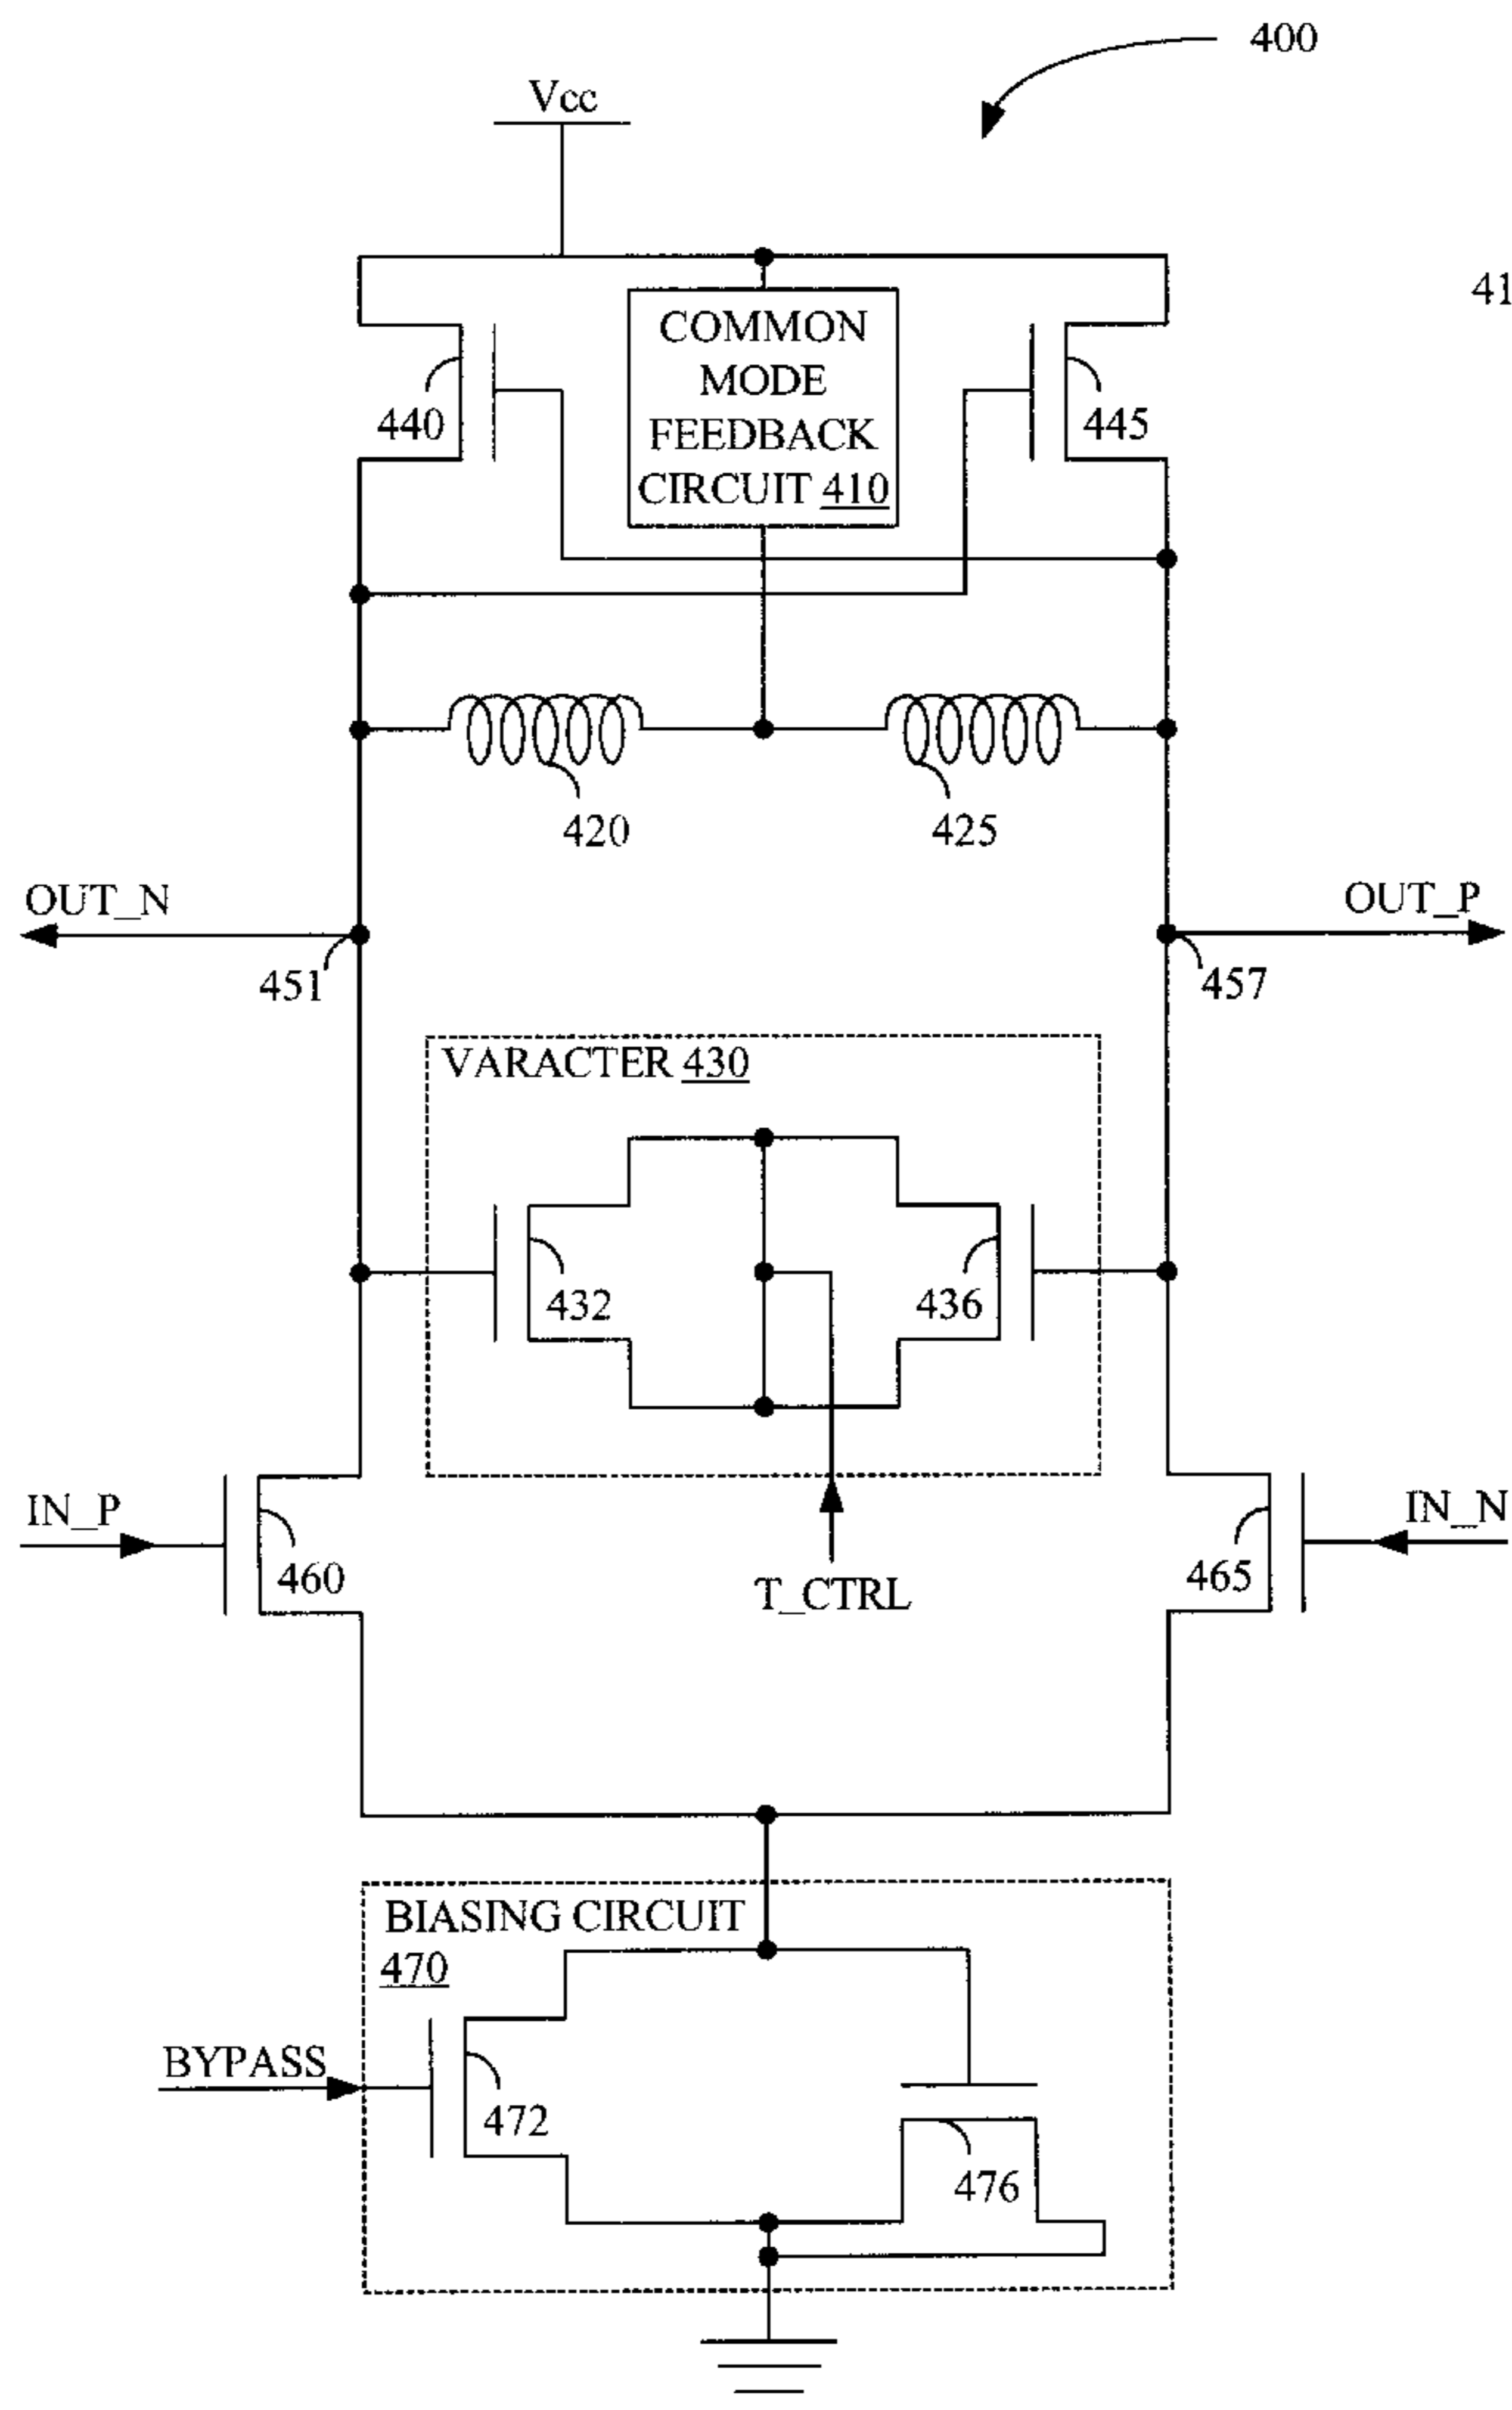 400
Vcc
41
COMMON
MODE
FEEDBACK
CIRCUIT 410
440
445
420
425
OUT_N
OUT_P
451
457
VARACTER 430
432
436
IN_P
IN_N
460
465
T_CTRL
BIASING CIRCUIT
470
BYPASS
472
476